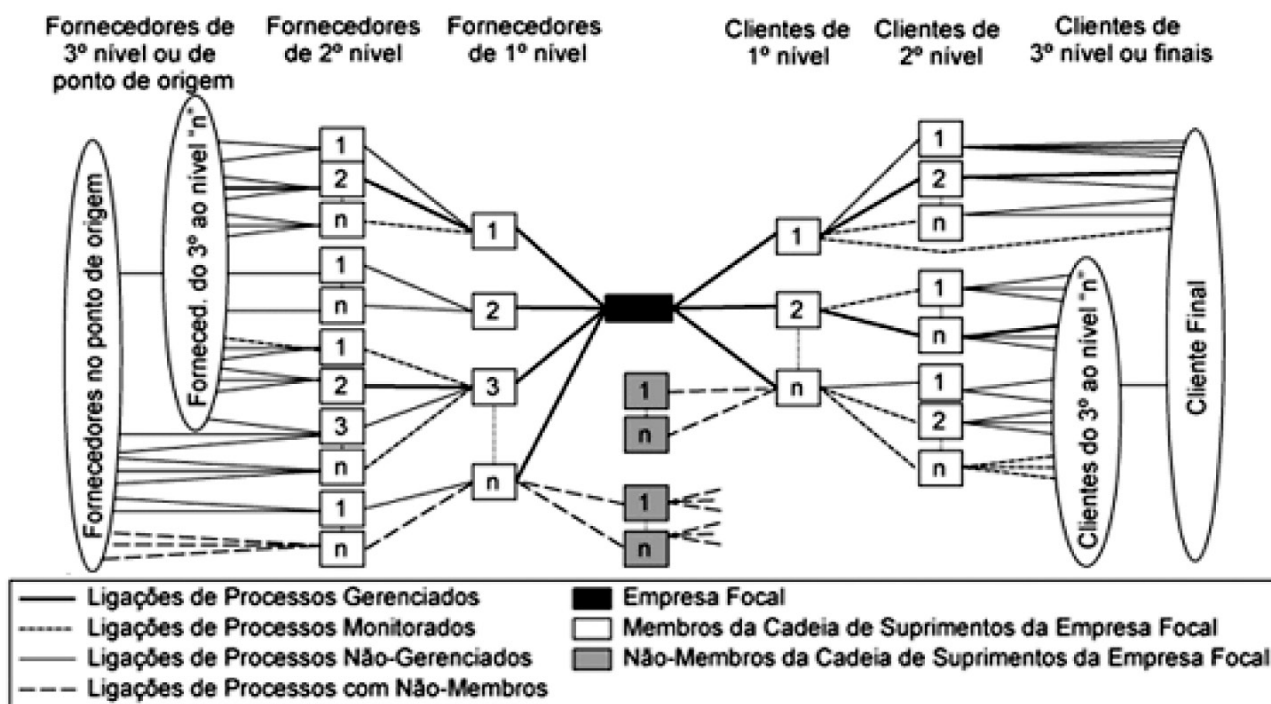 Fornecedores de
3º nível ou de
ponto de origem
Fornecedores
de 2º nível
Fornecedores
de 1º nível
Clientes de
1º nível
Clientes de
2º nível
Clientes de
3º nível ou finais
Fornecedores no ponto de origem
Forneced. do 3º ao nível "n"
1
2
n
1
n
1
2
3
n
1
n
1
2
3
n
1
n
1
n
1
2
n
1
2
n
1
n
1
2
n
Clientes do 3º ao nível "n"
Cliente Final
Ligações de Processos Gerenciados
Ligações de Processos Monitorados
Ligações de Processos Não-Gerenciados
Ligações de Processos com Não-Membros
Empresa Focal
Membros da Cadeia de Suprimentos da Empresa Focal
Não-Membros da Cadeia de Suprimentos da Empresa Focal